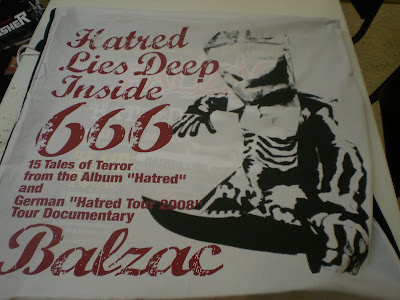 Hatred
Lies Deep
Inside
666
15 Tales of Terror
from the Album "Hatred"
and
German "Hatred Tour 2008"
Tour Documentary
Balzac